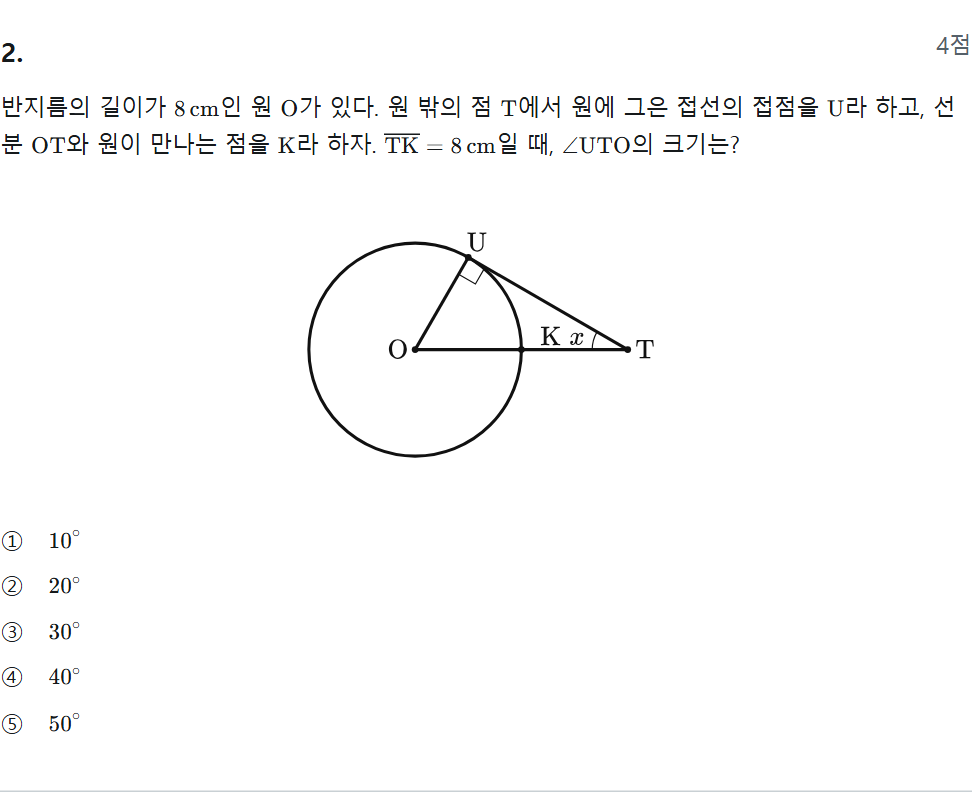 4점
2.
반지름의 길이가 8 cm인 원 O가 있다. 원 밖의 점 T에서 원에 그은 접선의 접점을 U라 하고, 선
분 OT와 원이 만나는 점을 K라 하자. \overline{TK} = 8 cm일 때, ∠UTO의 크기는?
U
K x
O
T
① 10°
② 20°
③ 30°
④ 40°
⑤ 50°